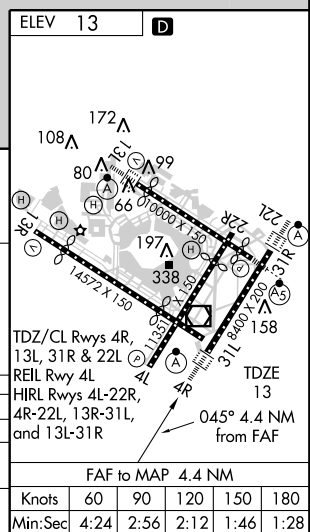 ELEV 13
D
172
108
13L
99
80
A
V
H
66
H
10000 X 150
22R
22L
A
H
H
13R
V
197
338
P
31R
A5
14572 X 150
11351 X 150
8400 X 200
158
TDZ/CL Rwys 4R,
13L, 31R & 22L
REIL Rwy 4L
HIRL Rwys 4L-22R,
4R-22L, 13R-31L,
and 13L-31R
P
4L
A
4R
31L
TDZE
13
045° 4.4 NM
from FAF
FAF to MAP 4.4 NM
Knots 60 90 120 150 180
Min:Sec 4:24 2:56 2:12 1:46 1:28